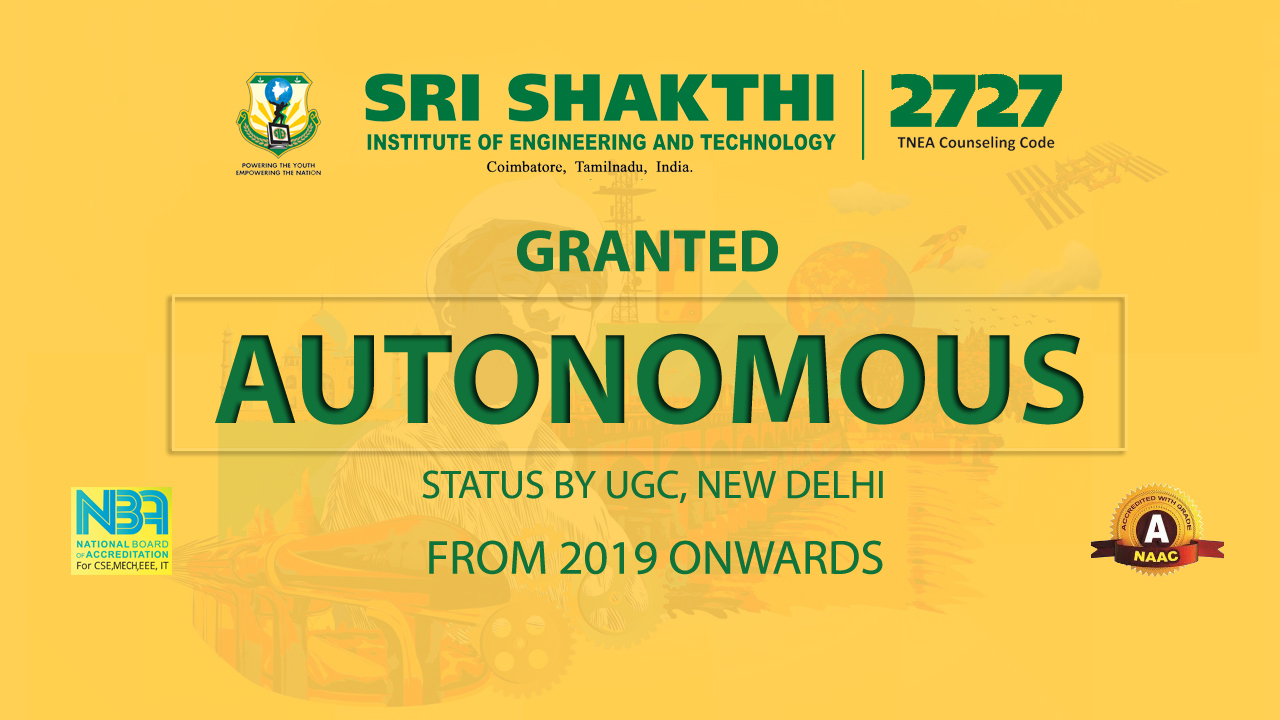 SRI SHAKTHI
INSTITUTE OF ENGINEERING AND TECHNOLOGY
Coimbatore, Tamilnadu, India.
2727
TNEA Counseling Code
POWERING THE YOUTH
EMPOWERING THE NATION
GRANTED
AUTONOMOUS
STATUS BY UGC, NEW DELHI
FROM 2019 ONWARDS
NBA
NATIONAL BOARD
OF ACCREDITATION
For CSE,MECH,EEE, IT
ACCREDITED WITH GRADE
A
NAAC